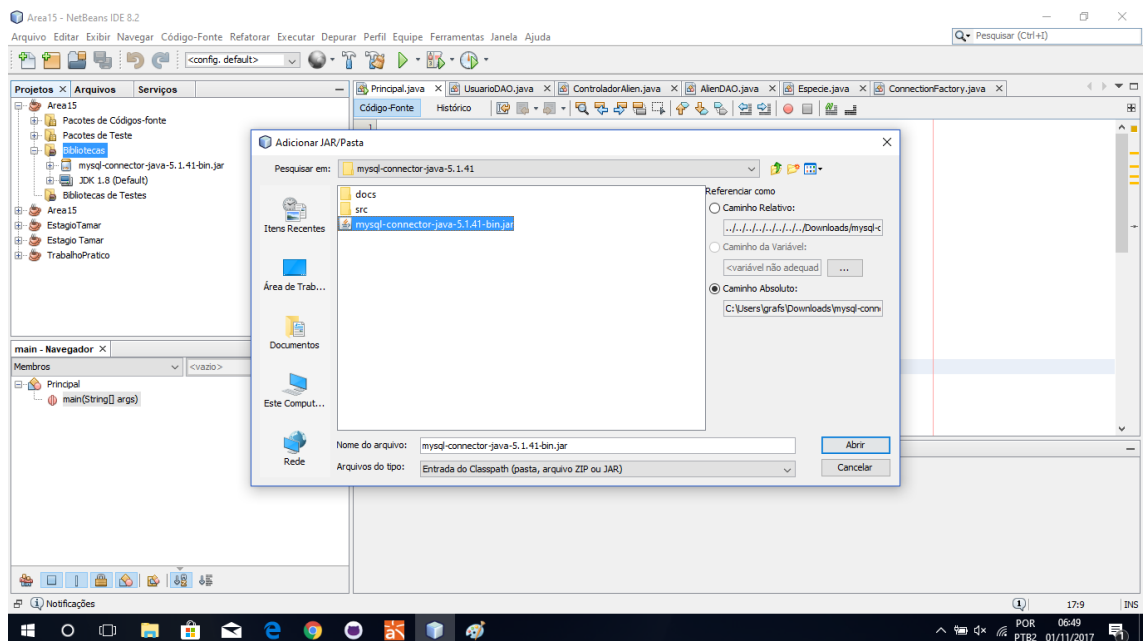 Area15 - NetBeans IDE 8.2
Arquivo Editar Exibir Navegar Código-Fonte Refatorar Executar Depurar Perfil Equipe Ferramentas Janela Ajuda
Pesquisar (Ctrl+I)
<config. default>
Projetos Arquivos Serviços
Principal.java UsuarioDAO.java ControladorAlien.java AlienDAO.java Especie.java ConnectionFactory.java
Código-Fonte Histórico
1
Area15
Pacotes de Códigos-fonte
Pacotes de Teste
Bibliotecas
mysql-connector-java-5.1.41-bin.jar
JDK 1.8 (Default)
Bibliotecas de Testes
Area15
EstagioTamar
Estagio Tamar
TrabalhoPratico
Adicionar JAR/Pasta
Pesquisar em: mysql-connector-java-5.1.41
Itens Recentes
Área de Trab...
Documentos
Este Comput...
Rede
docs
src
mysql-connector-java-5.1.41-bin.jar
Referenciar como
Caminho Relativo:
../../../../../../../Downloads/mysql-c
Caminho da Variável:
<variável não adequad ...
Caminho Absoluto:
C:\Users\grafs\Downloads\mysql-conn
Nome do arquivo: mysql-connector-java-5.1.41-bin.jar Abrir
Arquivos do tipo: Entrada do Classpath (pasta, arquivo ZIP ou JAR) Cancelar
main - Navegador
Membros <vazio>
Principal
main(String[] args)
Notificações
1 17:9 INS
POR 06:49
PTB2 01/11/2017